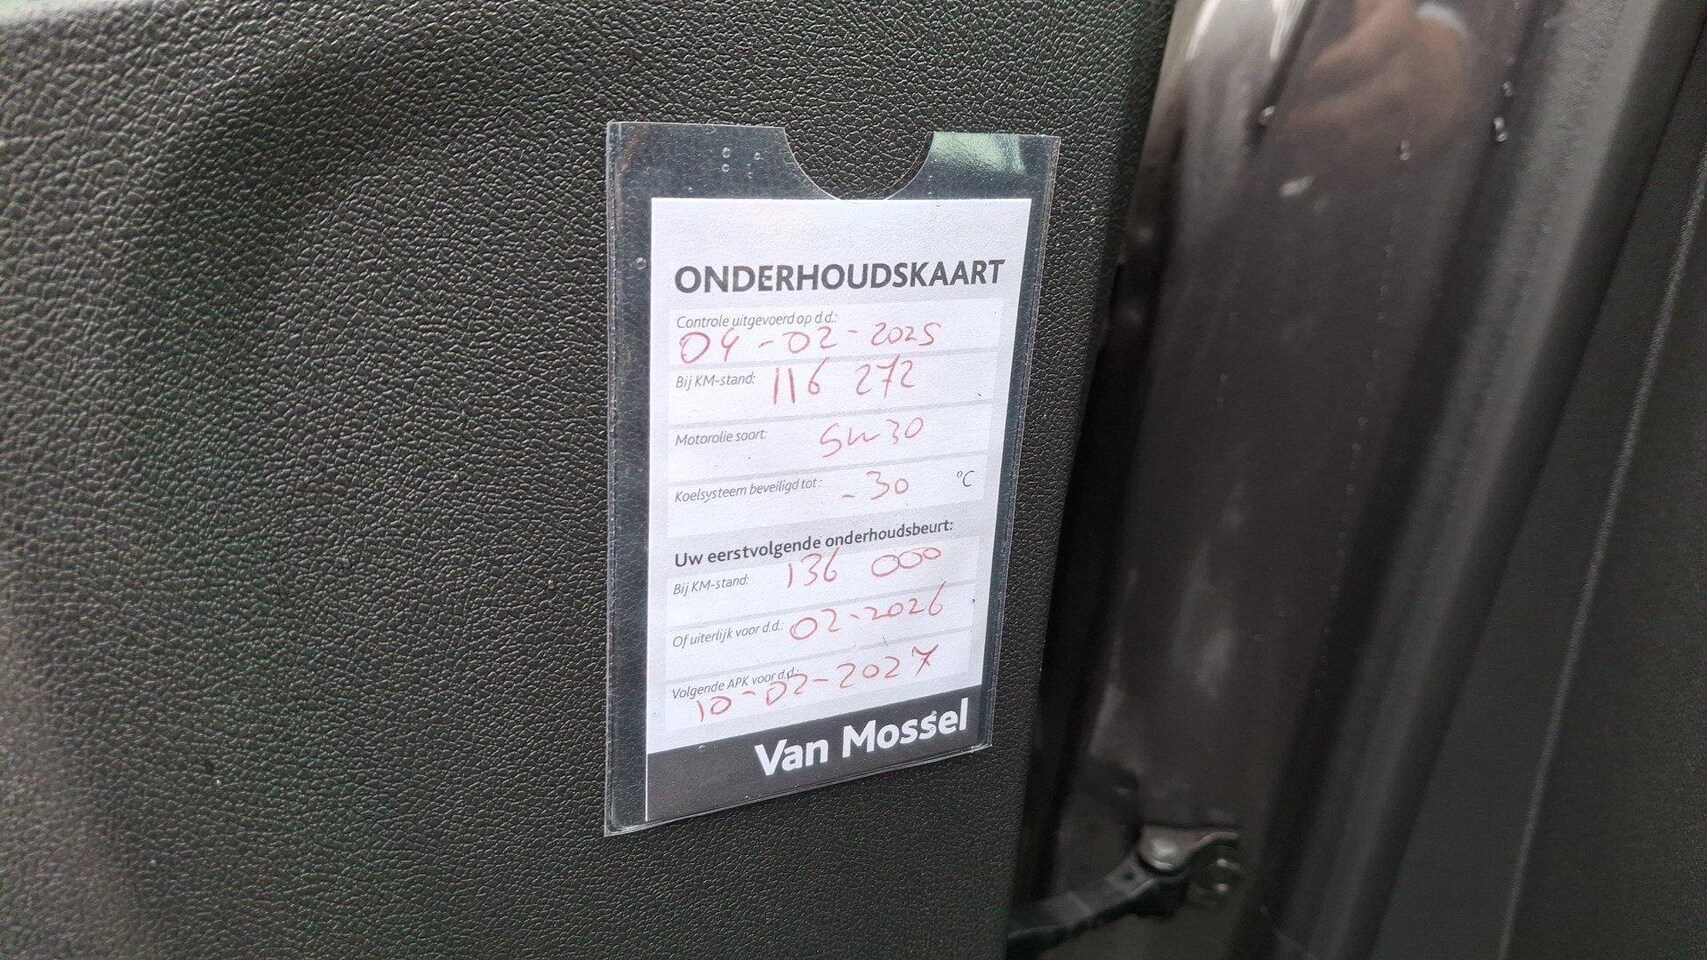 ONDERHOUDSKAART
Controle uitgevoerd op d.d.:
04-02-2025
Bij KM-stand: 116 272
Motorolie soort: 5w30
Koelsysteem beveiligd tot: -30 °C
Uw eerstvolgende onderhoudsbeurt:
Bij KM-stand: 136 000
Of uiterlijk voor d.d.: 02-2026
Volgende APK voor d.d.:
10-02-2027
Van Mossel